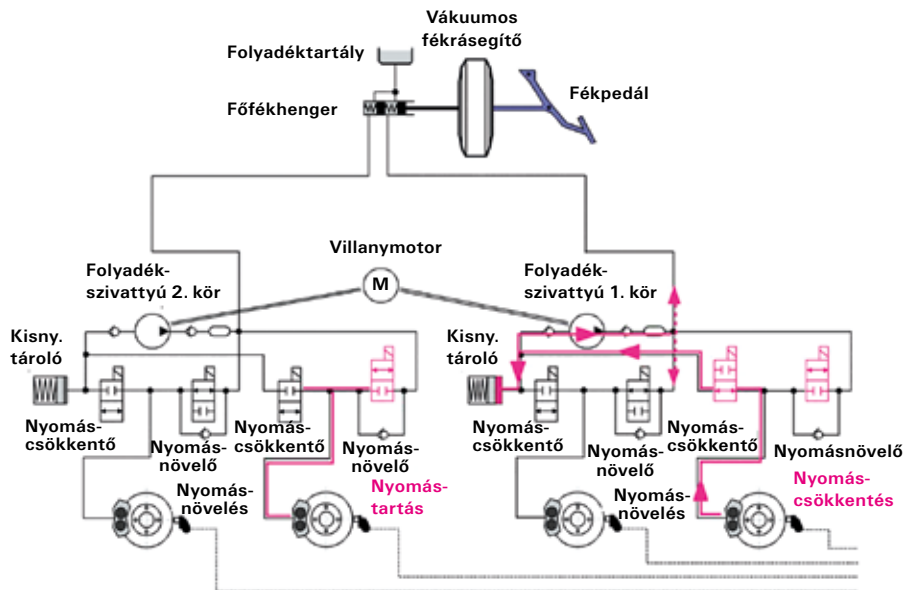 Vákuumos
fékrásegítő
Folyadéktartály
Fékpedál
Főfékhenger
Villanymotor
M
Folyadék-
szivattyú 2. kör
Folyadék-
szivattyú 1. kör
Kisny.
tároló
Kisny.
tároló
Nyomás-
csökkentő
Nyomás-
növelő
Nyomás-
csökkentő
Nyomás-
növelő
Nyomás-
növelés
Nyomás-
tartás
Nyomás-
csökkentő
Nyomás-
növelő
Nyomás-
csökkentő
Nyomásnövelő
Nyomás-
növelés
Nyomás-
csökkentés